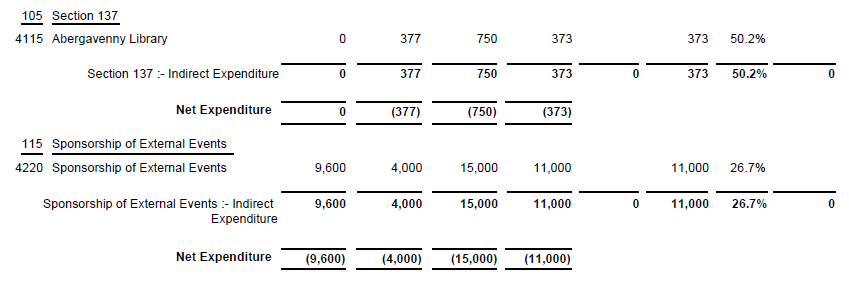 105 Section 137
4115 Abergavenny Library 0 377 750 373 373 50.2%
Section 137 :- Indirect Expenditure 0 377 750 373 0 373 50.2% 0
Net Expenditure 0 (377) (750) (373)
115 Sponsorship of External Events
4220 Sponsorship of External Events 9,600 4,000 15,000 11,000 11,000 26.7%
Sponsorship of External Events :- Indirect 9,600 4,000 15,000 11,000 0 11,000 26.7% 0
Expenditure
Net Expenditure (9,600) (4,000) (15,000) (11,000)